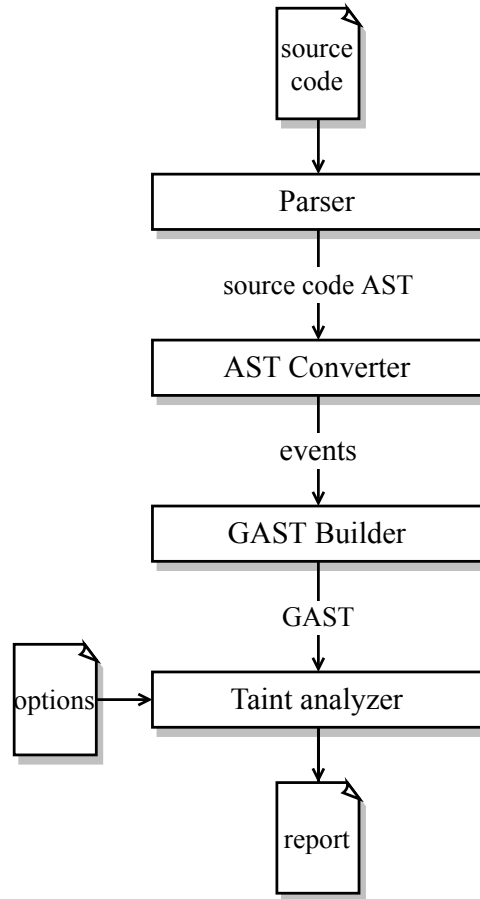 source
code
Parser
source code AST
AST Converter
events
GAST Builder
GAST
options
Taint analyzer
report